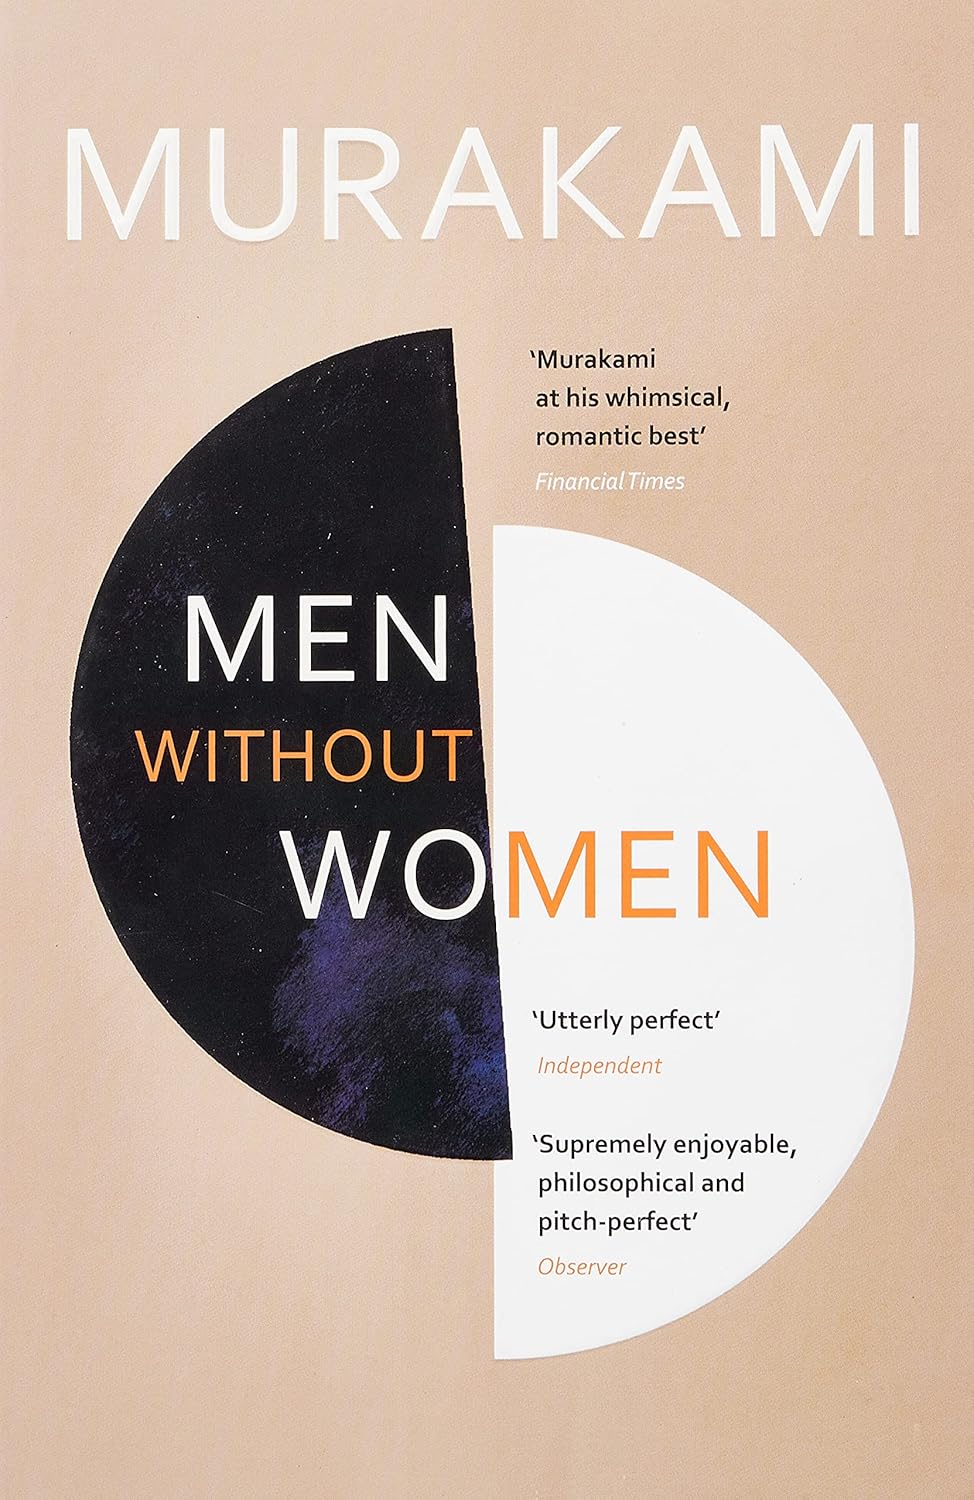 MURAKAMI
‘Murakami
at his whimsical,
romantic best’
Financial Times
MEN
WITHOUT
WOMEN
‘Utterly perfect’
Independent
‘Supremely enjoyable,
philosophical and
pitch-perfect’
Observer